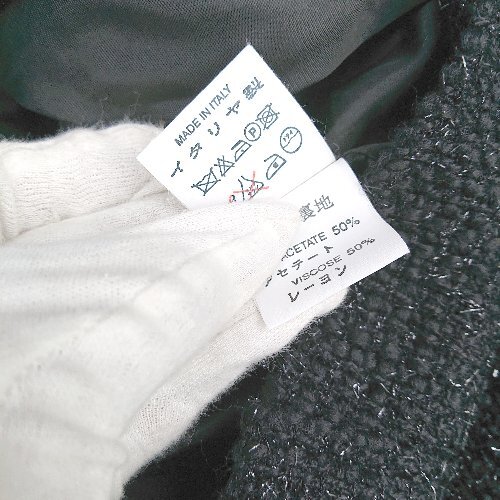 MADE IN ITALY
イタリヤ製
裏地
ACETATE 50%
アセテート
VISCOSE 50%
レーヨン